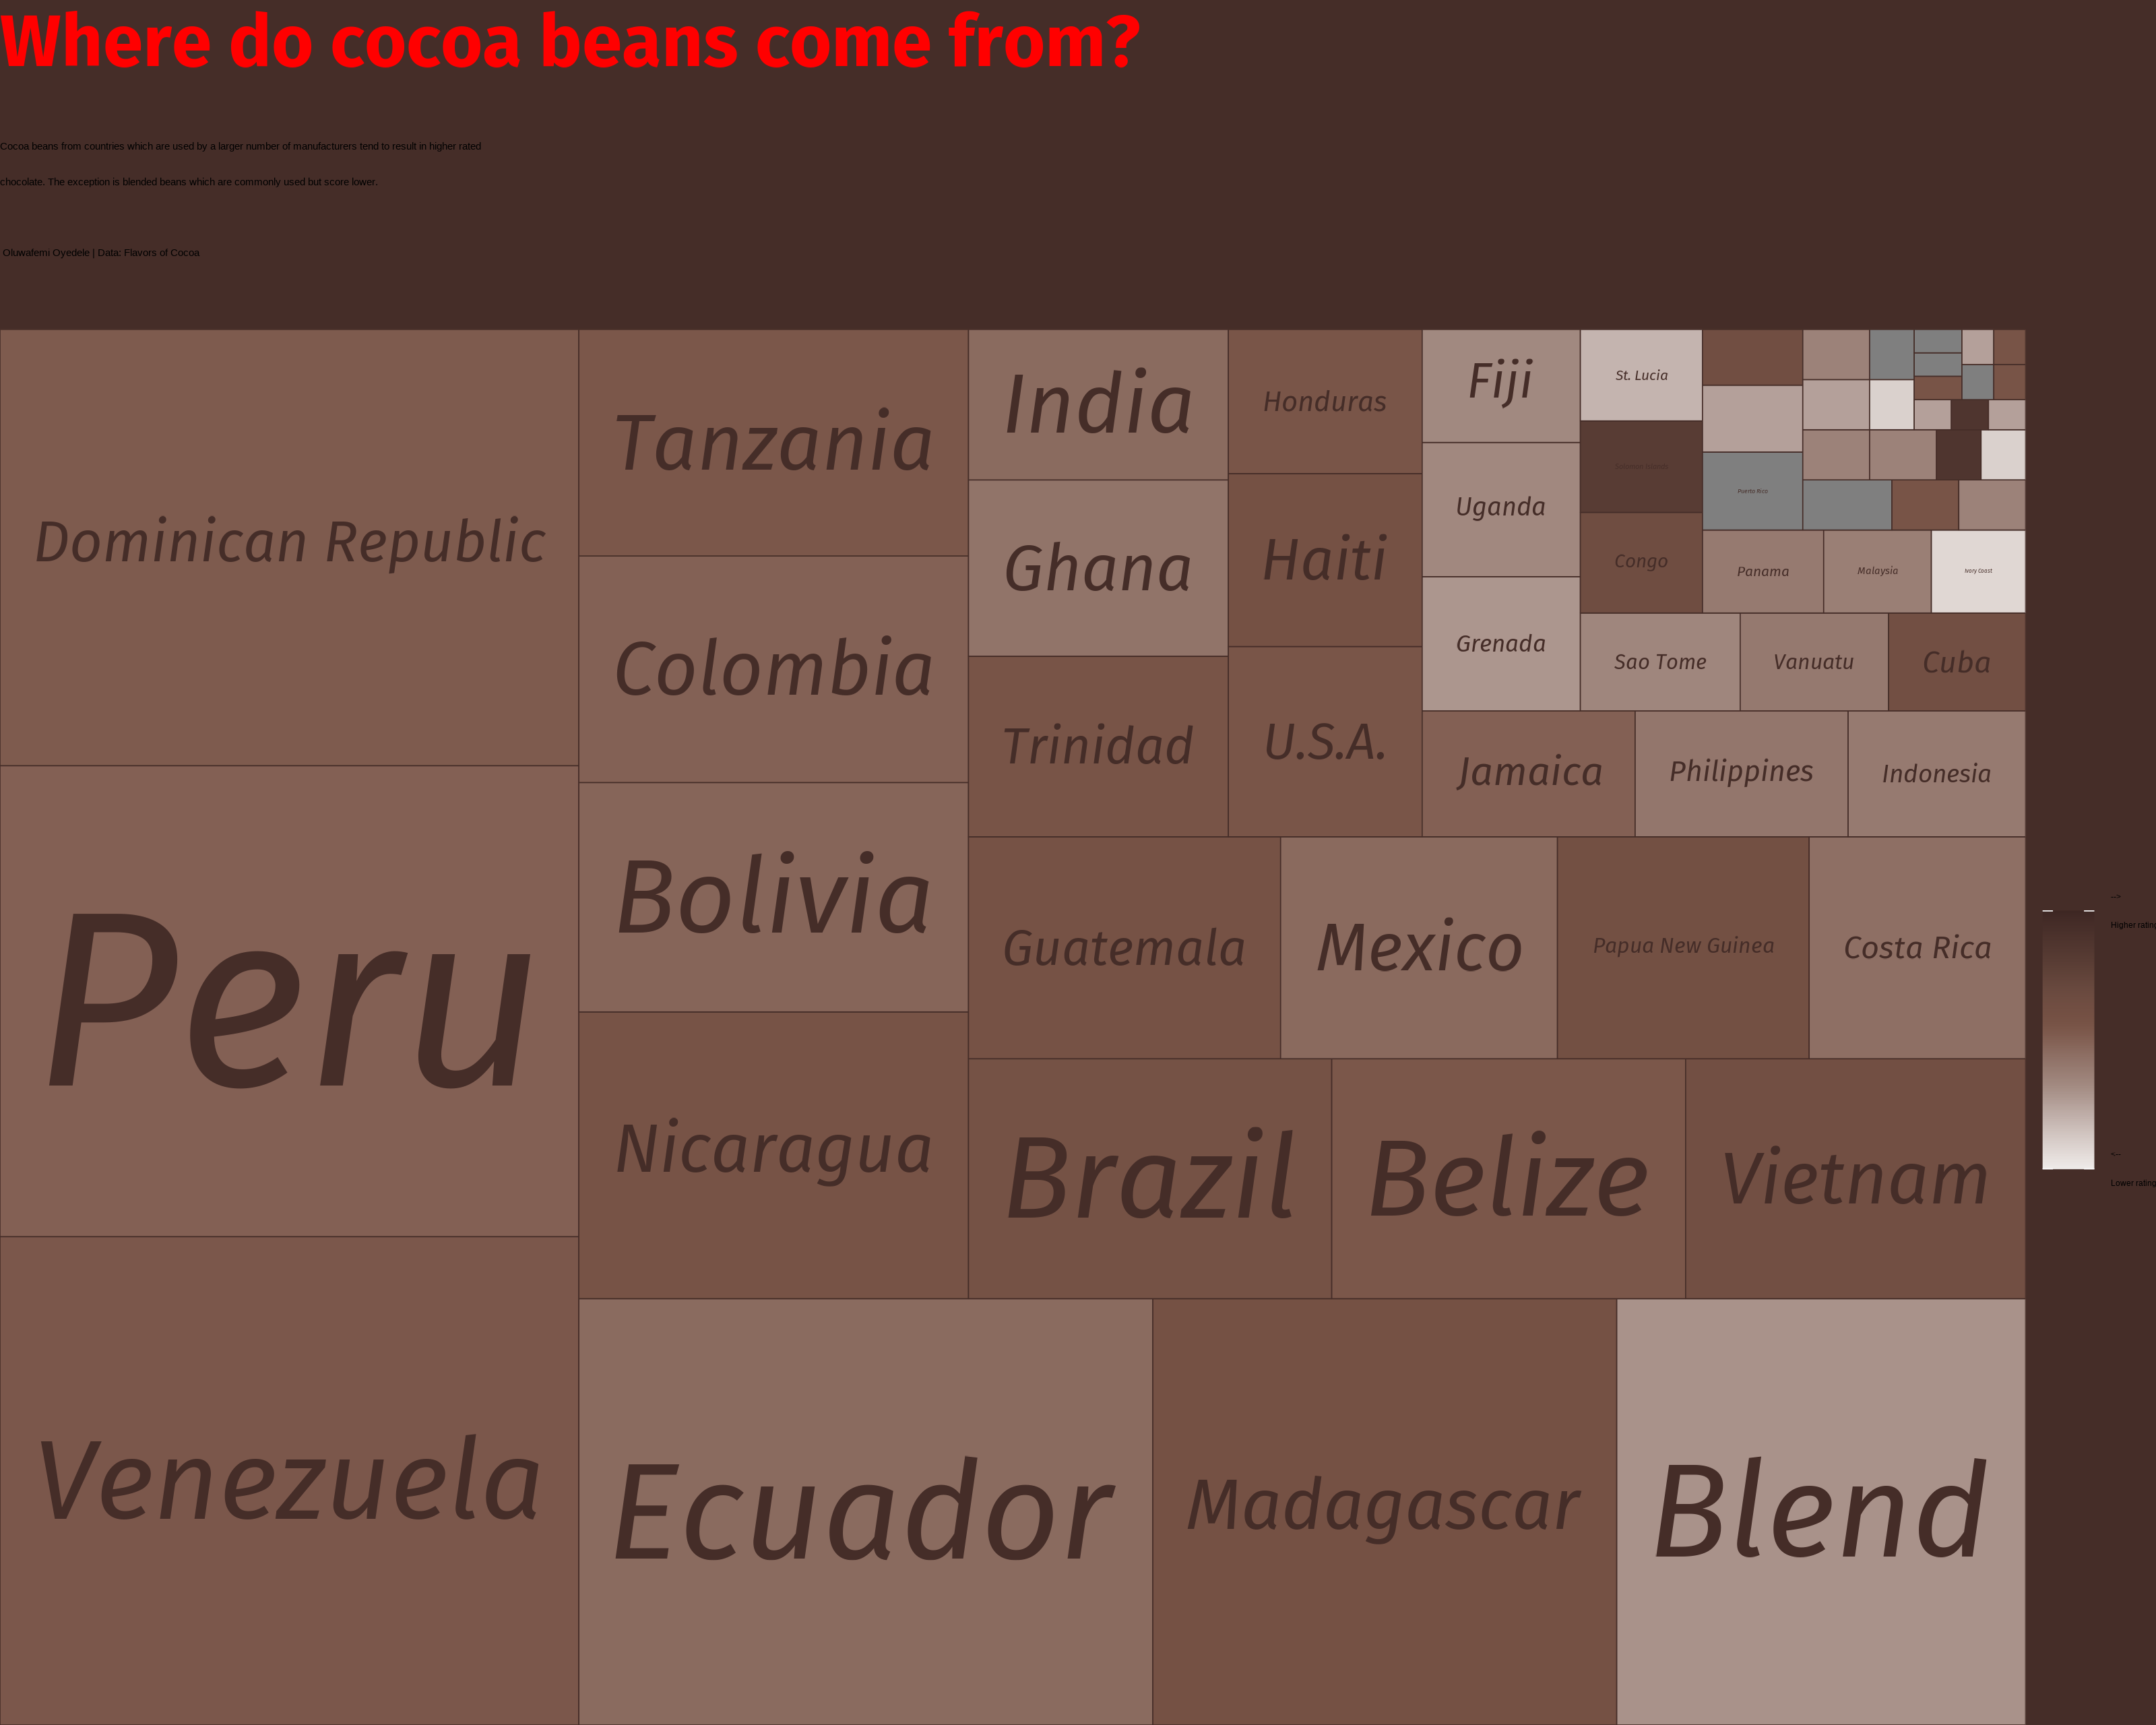 Where do cocoa beans come from?
Cocoa beans from countries which are used by a larger number of manufacturers tend to result in higher rated
chocolate. The exception is blended beans which are commonly used but score lower.
Oluwafemi Oyedele | Data: Flavors of Cocoa
Dominican Republic
Peru
Venezuela
Tanzania
Colombia
Bolivia
Nicaragua
Ecuador
Madagascar
Blend
India
Ghana
Trinidad
Honduras
Haiti
U.S.A.
Fiji
Uganda
Grenada
St. Lucia
Congo
Puerto Rico
Panama
Malaysia
Ivory Coast
Sao Tome
Vanuatu
Cuba
Jamaica
Philippines
Indonesia
Guatemala
Mexico
Papua New Guinea
Costa Rica
Brazil
Belize
Vietnam
-->
Higher rating
<--
Lower rating